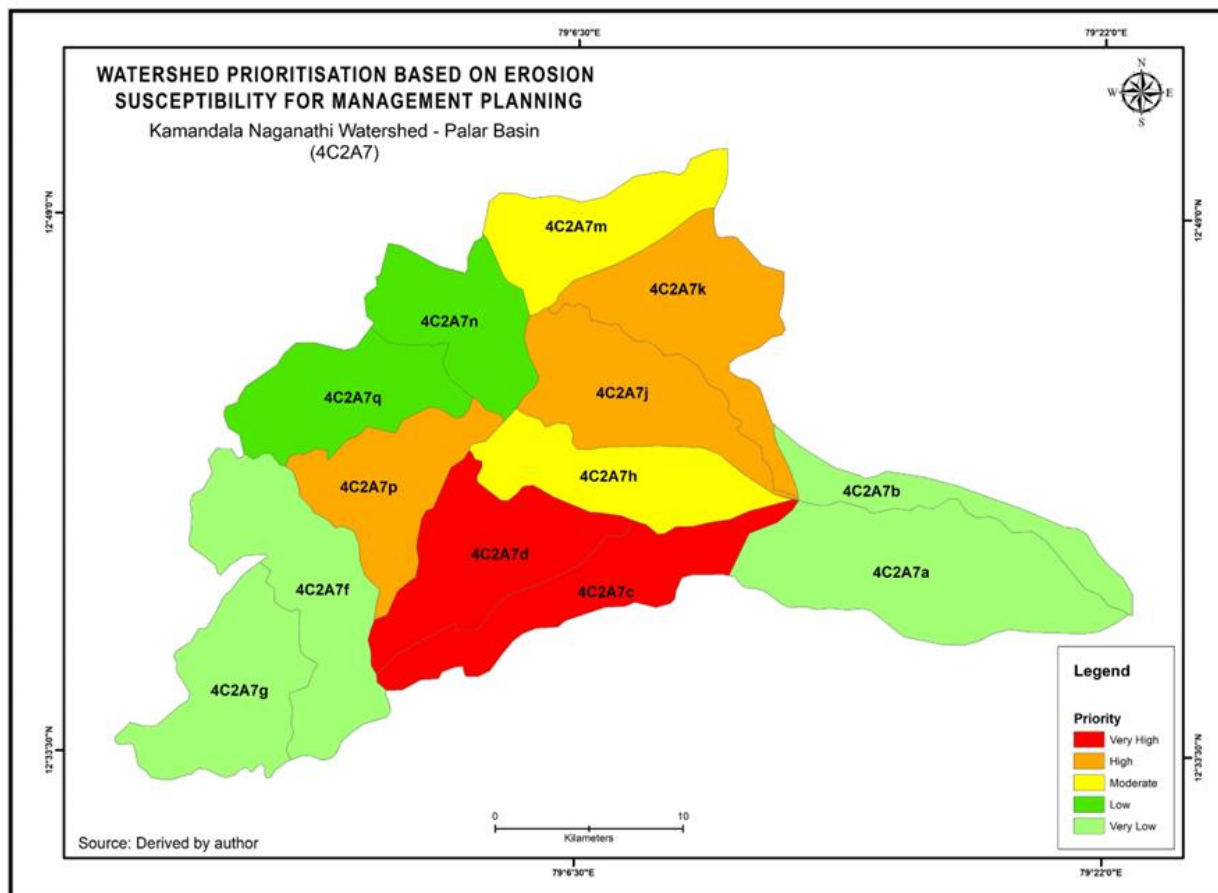 79°6'30"E
79°22'0"E
WATERSHED PRIORITISATION BASED ON EROSION
SUSCEPTIBILITY FOR MANAGEMENT PLANNING
Kamandala Naganathi Watershed - Palar Basin
(4C2A7)
N
W E
S
12°49'0"N
12°49'0"N
4C2A7m
4C2A7k
4C2A7n
4C2A7j
4C2A7q
4C2A7h
4C2A7p
4C2A7b
4C2A7d
4C2A7a
4C2A7f
4C2A7c
4C2A7g
Legend
Priority
Very High
High
Moderate
Low
Very Low
12°33'30"N
12°33'30"N
0 10
Kilometers
Source: Derived by author
79°6'30"E
79°22'0"E